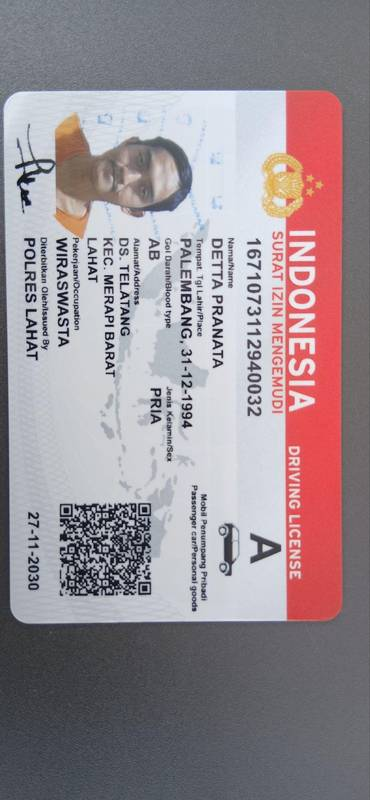 INDONESIA
SURAT IZIN MENGEMUDI
DRIVING LICENSE
1671073112940032
A
Mobil Penumpang Pribadi
Passenger car/Personal goods
Nama/Name
DETTA PRANATA
Tempat, Tgl Lahir/Place
PALEMBANG, 31-12-1994
Gol Darah/Blood type
AB
Jenis Kelamin/Sex
PRIA
Alamat/Address
DS. TELATANG
KEC. MERAPI BARAT
LAHAT
Pekerjaan/Occupation
WIRASWASTA
Diterbitkan Oleh/Issued By
POLRES LAHAT
27-11-2030